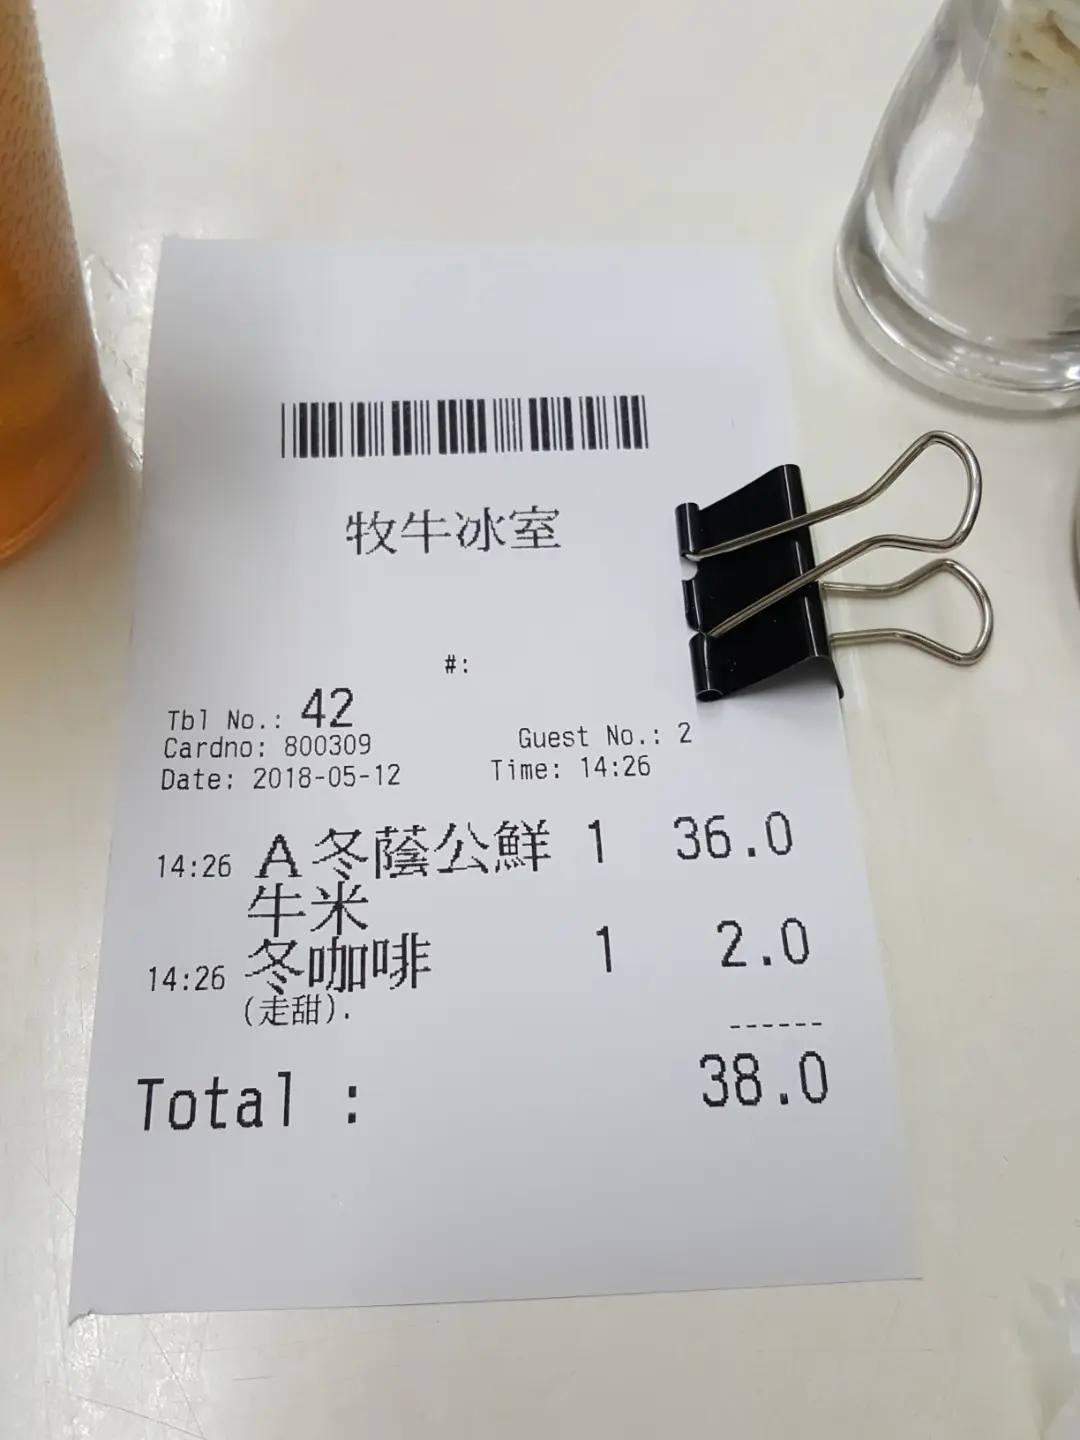 牧牛冰室
#:
Tbl No.: 42
Cardno: 800309 Guest No.: 2
Date: 2018-05-12 Time: 14:26
14:26 A冬蔭公鮮 1 36.0
牛米
14:26 冬咖啡 1 2.0
(走甜).
------
Total : 38.0